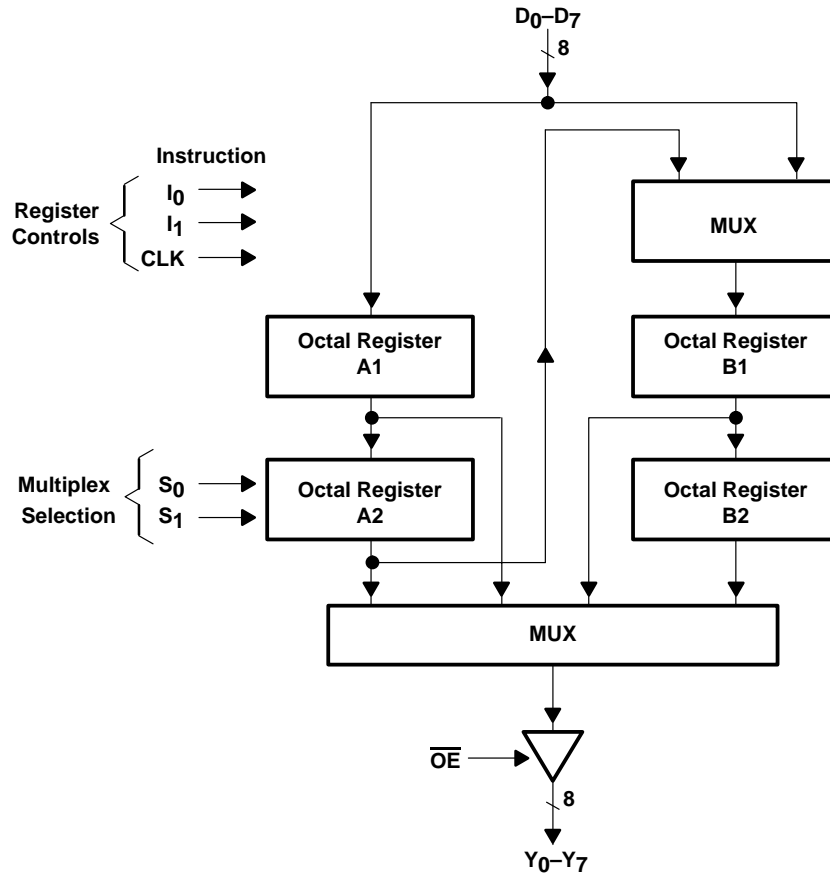 D0–D7
8
Instruction
Register
Controls
I0
I1
CLK
MUX
Octal Register
A1
Octal Register
B1
Multiplex
Selection
S0
S1
Octal Register
A2
Octal Register
B2
MUX
OE
8
Y0–Y7